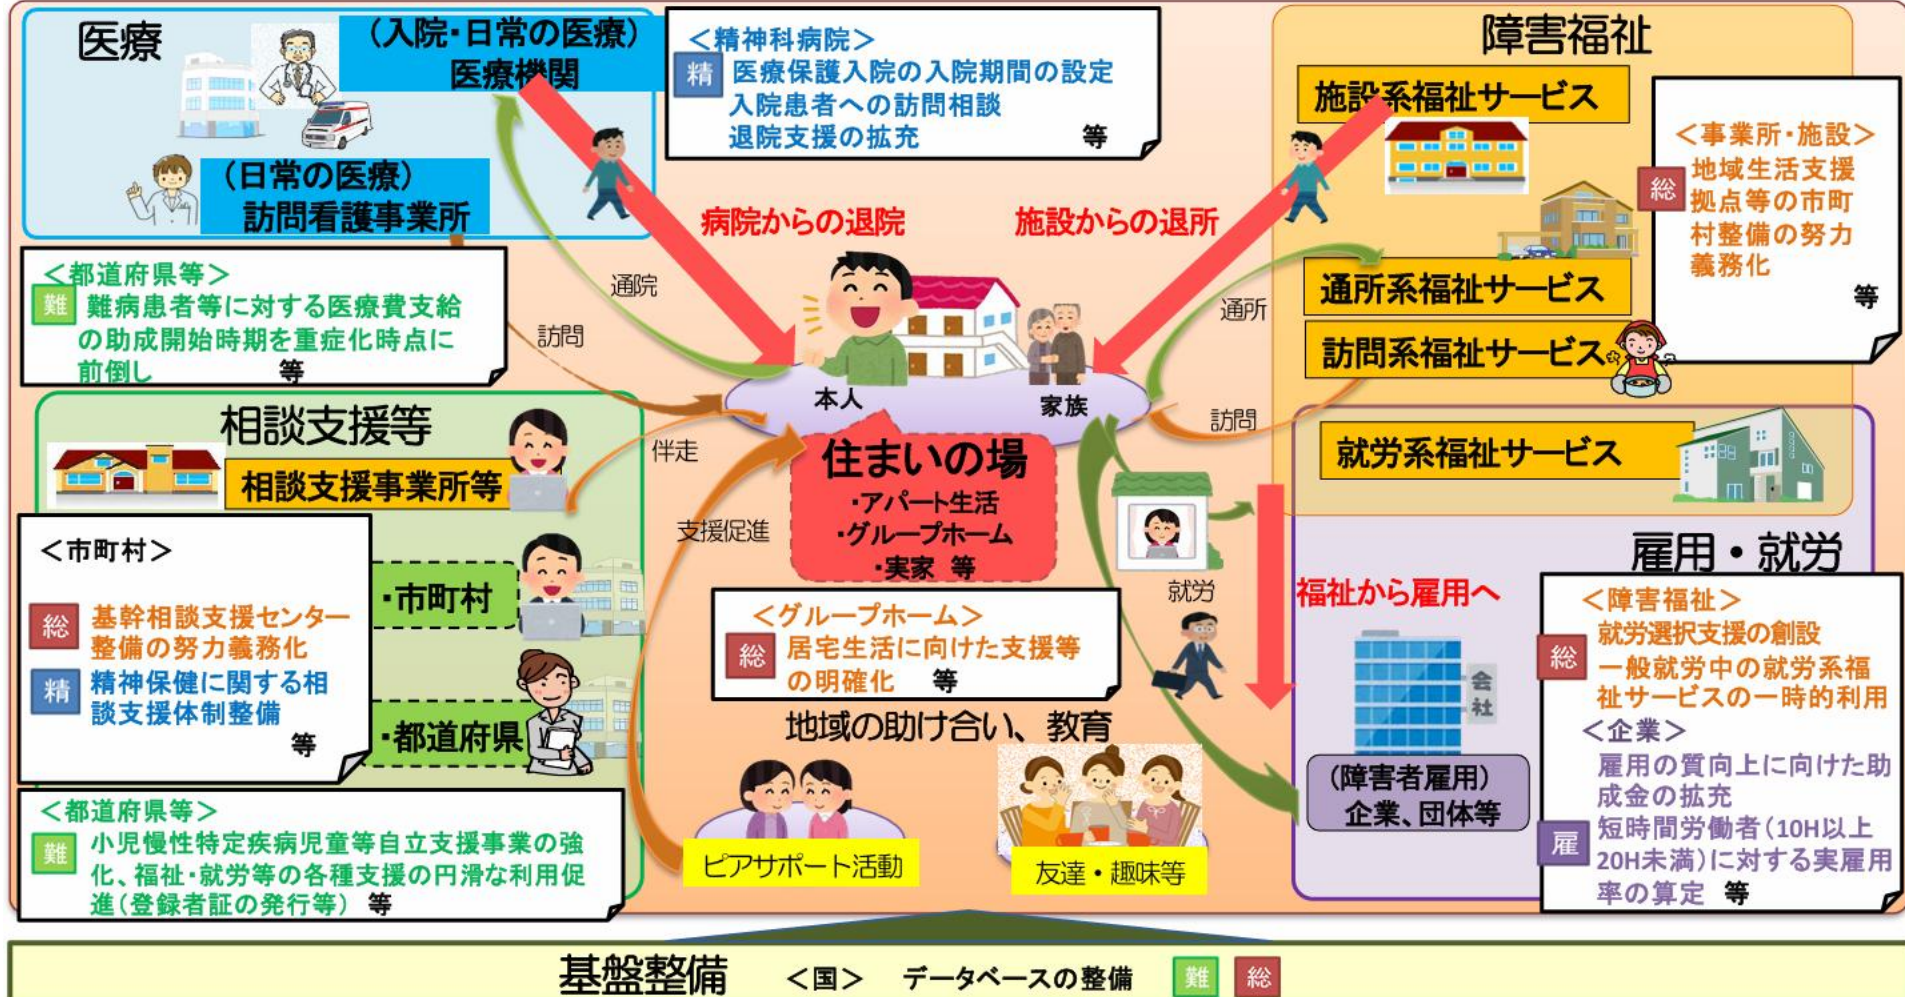 医療
（入院・日常の医療）
医療機関
（日常の医療）
訪問看護事業所
＜精神科病院＞
精
医療保護入院の入院期間の設定
入院患者への訪問相談
退院支援の拡充 等
障害福祉
施設系福祉サービス
通所系福祉サービス
訪問系福祉サービス
就労系福祉サービス
＜事業所・施設＞
総
地域生活支援
拠点等の市町
村整備の努力
義務化
等
病院からの退院
施設からの退所
通院
訪問
通所
訪問
＜都道府県等＞
難
難病患者等に対する医療費支給
の助成開始時期を重症化時点に
前倒し 等
本人
家族
住まいの場
・アパート生活
・グループホーム
・実家 等
相談支援等
相談支援事業所等
伴走
支援促進
＜市町村＞
総
基幹相談支援センター
整備の努力義務化
精
精神保健に関する相
談支援体制整備
等
・市町村
・都道府県
＜都道府県等＞
難
小児慢性特定疾病児童等自立支援事業の強
化、福祉・就労等の各種支援の円滑な利用促
進（登録者証の発行等） 等
＜グループホーム＞
総
居宅生活に向けた支援等
の明確化 等
地域の助け合い、教育
ピアサポート活動
友達・趣味等
就労
福祉から雇用へ
雇用・就労
会
社
（障害者雇用）
企業、団体等
＜障害福祉＞
総
就労選択支援の創設
一般就労中の就労系福
祉サービスの一時的利用
＜企業＞
雇
雇用の質向上に向けた助
成金の拡充
短時間労働者（10H以上
20H未満）に対する実雇用
率の算定 等
基盤整備 ＜国＞ データベースの整備 難 総